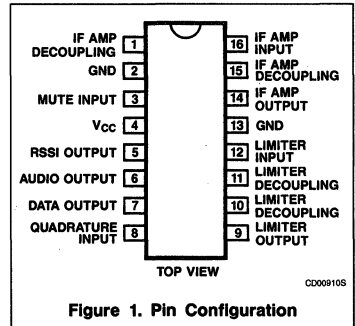 IF AMP
DECOUPLING 1
GND 2
MUTE INPUT 3
VCC 4
RSSI OUTPUT 5
AUDIO OUTPUT 6
DATA OUTPUT 7
QUADRATURE
INPUT 8
16 IF AMP
INPUT
15 IF AMP
DECOUPLING
14 IF AMP
OUTPUT
13 GND
12 LIMITER
INPUT
11 LIMITER
DECOUPLING
10 LIMITER
DECOUPLING
9 LIMITER
OUTPUT
TOP VIEW
CD00910S
Figure 1. Pin Configuration